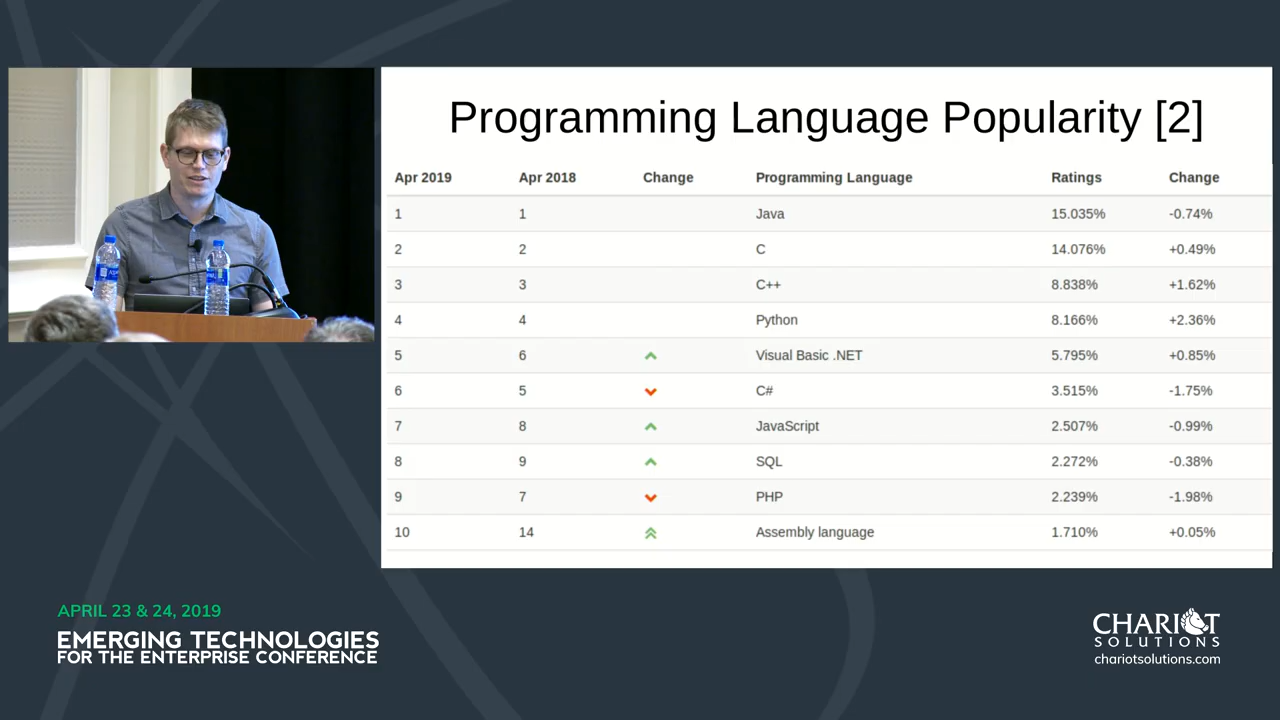 Programming Language Popularity [2]
Apr 2019 Apr 2018 Change Programming Language Ratings Change
1 1 Java 15.035% -0.74%
2 2 C 14.076% +0.49%
3 3 C++ 8.838% +1.62%
4 4 Python 8.166% +2.36%
5 6 Visual Basic .NET 5.795% +0.85%
6 5 C# 3.515% -1.75%
7 8 JavaScript 2.507% -0.99%
8 9 SQL 2.272% -0.38%
9 7 PHP 2.239% -1.98%
10 14 Assembly language 1.710% +0.05%
APRIL 23 & 24, 2019
EMERGING TECHNOLOGIES
FOR THE ENTERPRISE CONFERENCE
CHARIOT
SOLUTIONS
chariotsolutions.com